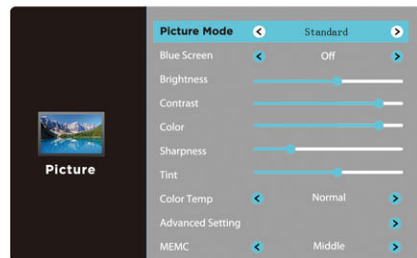 Picture
Picture Mode Standard
Blue Screen Off
Brightness
Contrast
Color
Sharpness
Tint
Color Temp Normal
Advanced Setting
MEMC Middle